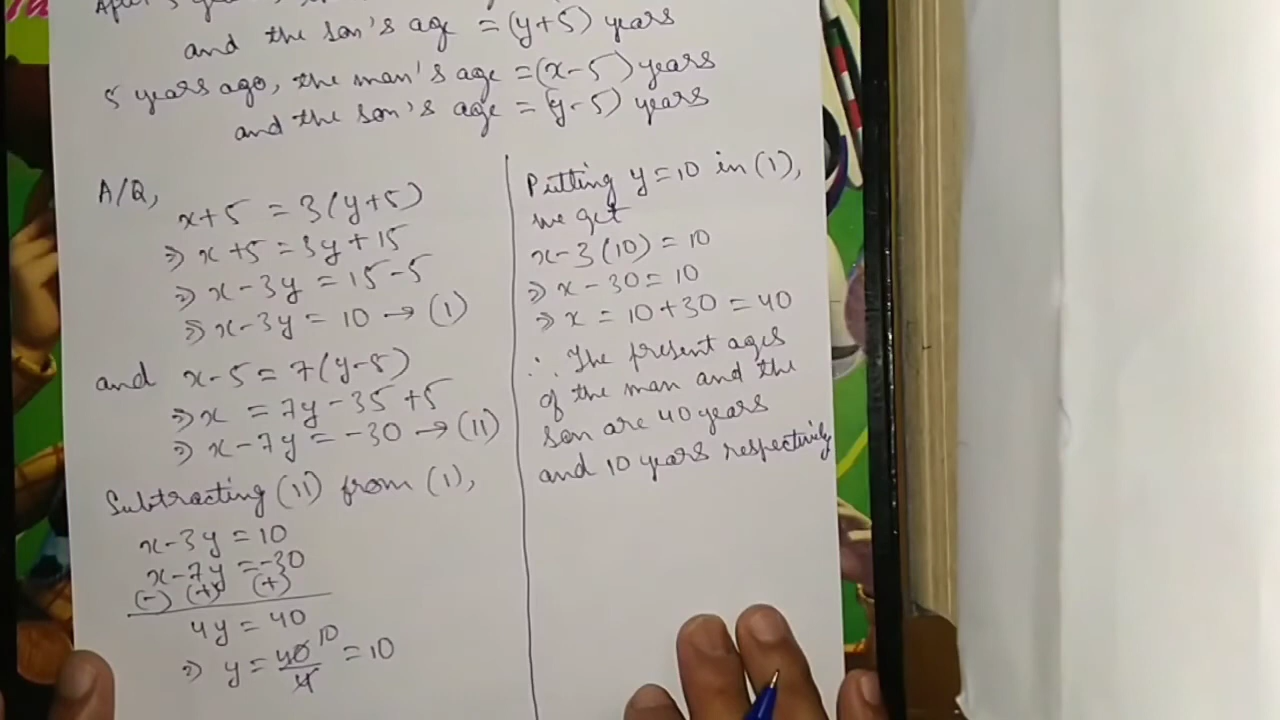 After 5 years,
and the son's age = (y+5) years
5 years ago, the man's age = (x-5) years
and the son's age = (y-5) years
A/Q,
x+5 = 3(y+5)
⇒ x+5 = 3y+15
⇒ x-3y = 15-5
⇒ x-3y = 10 → (1)
and x-5 = 7(y-5)
⇒ x = 7y-35+5
⇒ x-7y = -30 → (11)
Subtracting (11) from (1),
x-3y = 10
x-7y = -30
(-) (+) (+)
4y = 40
⇒ y = 40/4 10 = 10
Putting y=10 in (1),
we get
x-3(10) = 10
⇒ x-30 = 10
⇒ x = 10+30 = 40
∴ The present ages
of the man and the
son are 40 years
and 10 years respectively